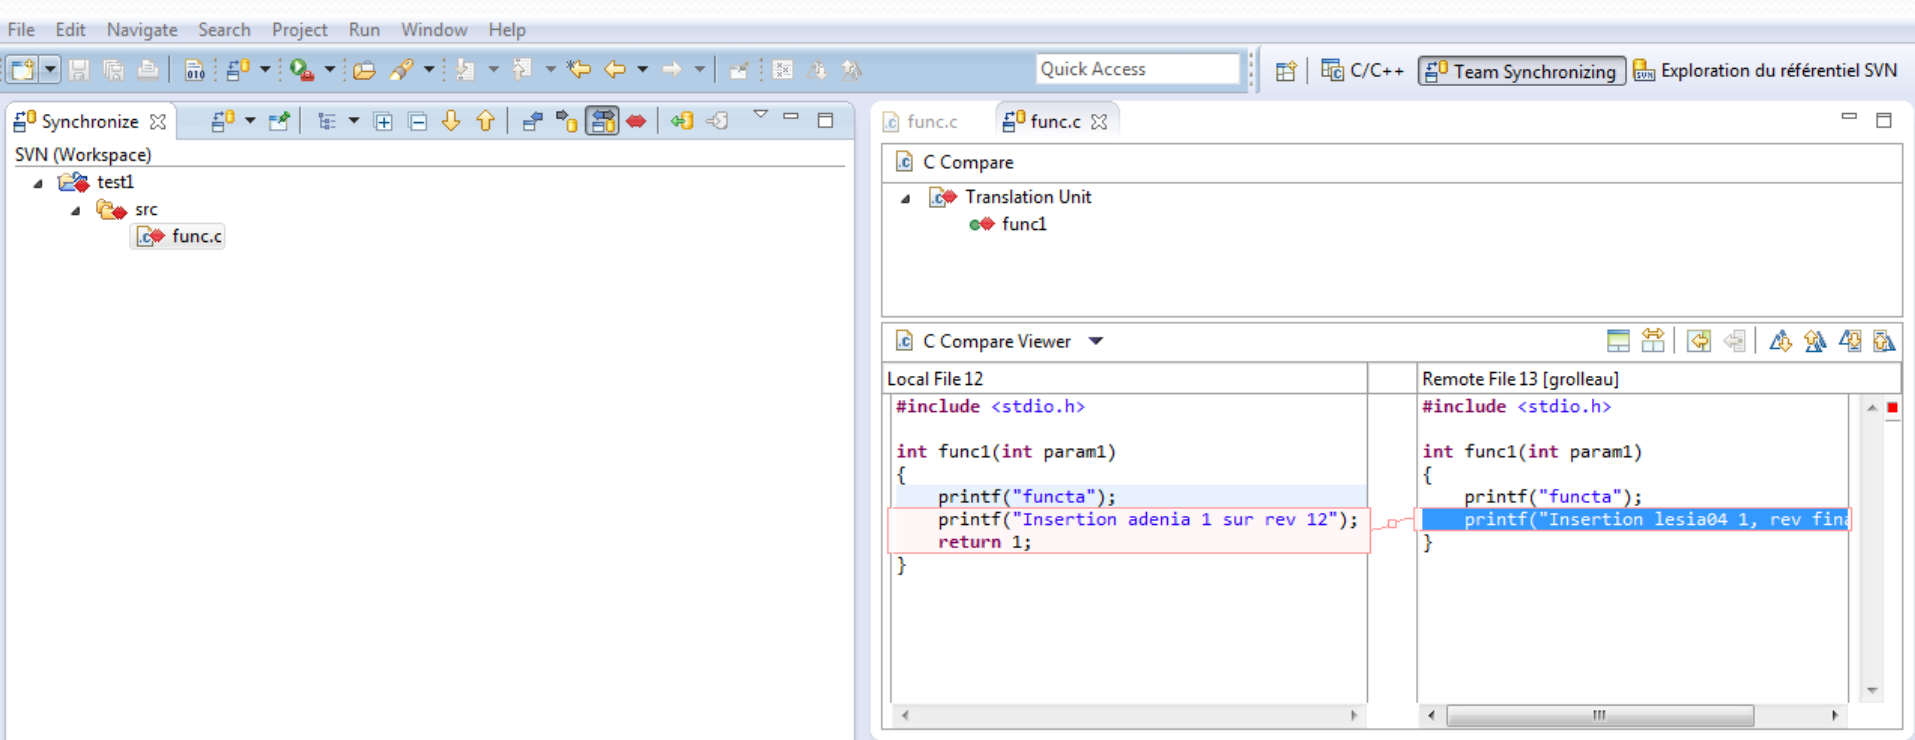 File Edit Navigate Search Project Run Window Help
Quick Access
C/C++
Team Synchronizing
Exploration du référentiel SVN
Synchronize
SVN (Workspace)
test1
src
func.c
func.c
func.c
C Compare
Translation Unit
func1
C Compare Viewer
Local File 12
#include <stdio.h>
int func1(int param1)
{
printf("functa");
printf("Insertion adenia 1 sur rev 12");
return 1;
}
Remote File 13 [grolleau]
#include <stdio.h>
int func1(int param1)
{
printf("functa");
printf("Insertion lesia04 1, rev fin
}